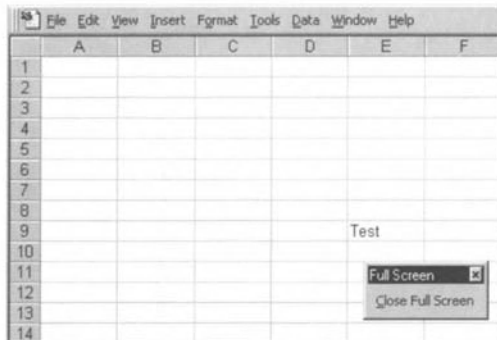 File Edit View Insert Format Tools Data Window Help
A B C D E F
1
2
3
4
5
6
7
8
9 Test
10
11
Full Screen x
12
Close Full Screen
13
14